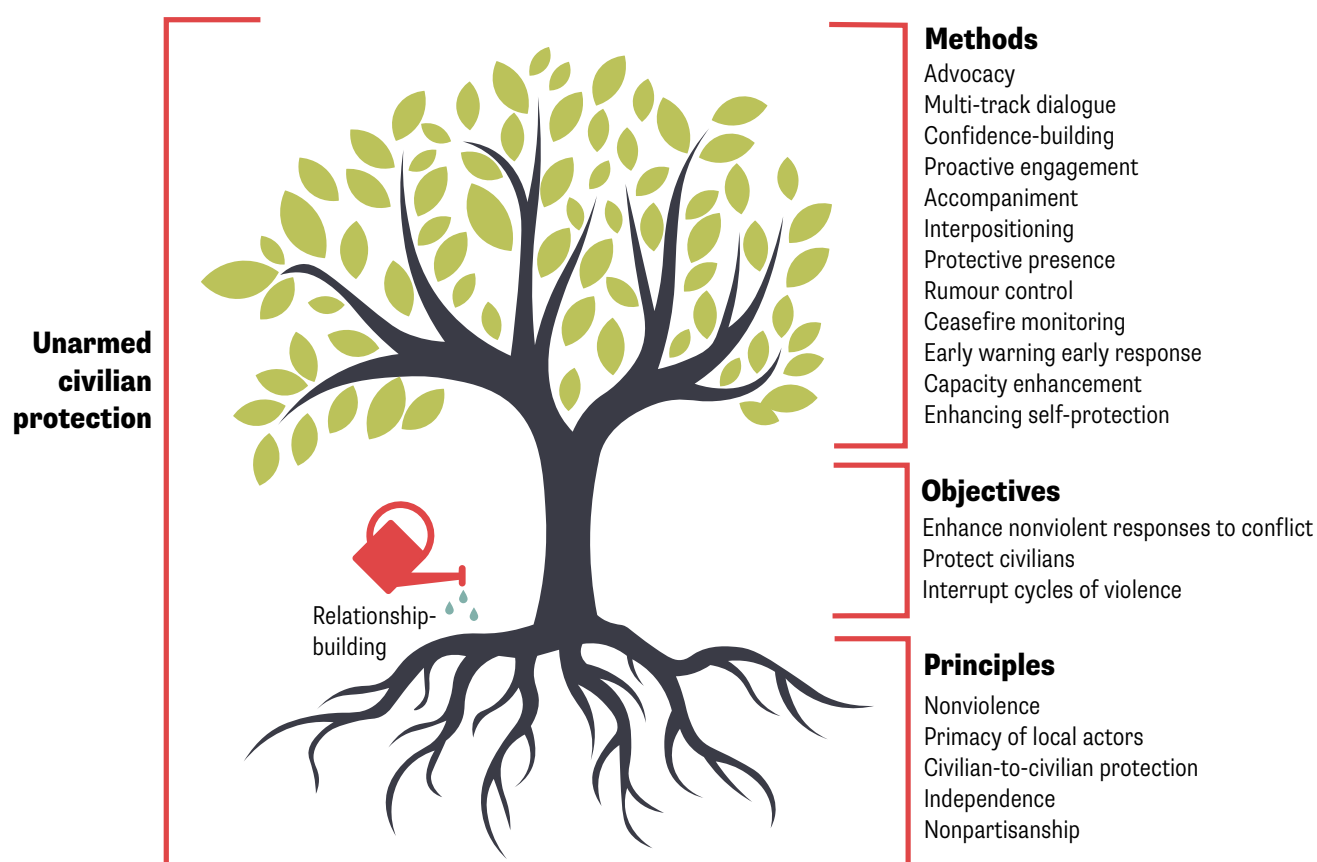 Unarmed
civilian
protection
Methods
Advocacy
Multi-track dialogue
Confidence-building
Proactive engagement
Accompaniment
Interpositioning
Protective presence
Rumour control
Ceasefire monitoring
Early warning early response
Capacity enhancement
Enhancing self-protection
Objectives
Enhance nonviolent responses to conflict
Protect civilians
Interrupt cycles of violence
Relationship-
building
Principles
Nonviolence
Primacy of local actors
Civilian-to-civilian protection
Independence
Nonpartisanship